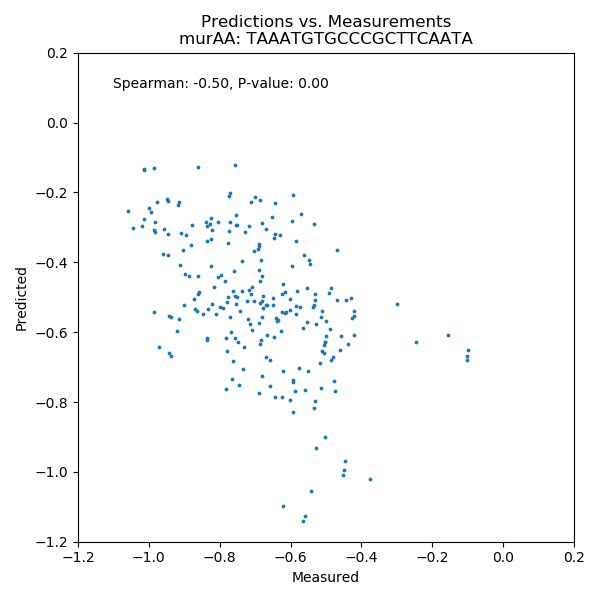 Predictions vs. Measurements
murAA: TAAATGTGCCCGCTTCAATA
Spearman: -0.50, P-value: 0.00
0.2
0.0
−0.2
−0.4
−0.6
−0.8
−1.0
−1.2
Predicted
−1.2 −1.0 −0.8 −0.6 −0.4 −0.2 0.0 0.2
Measured